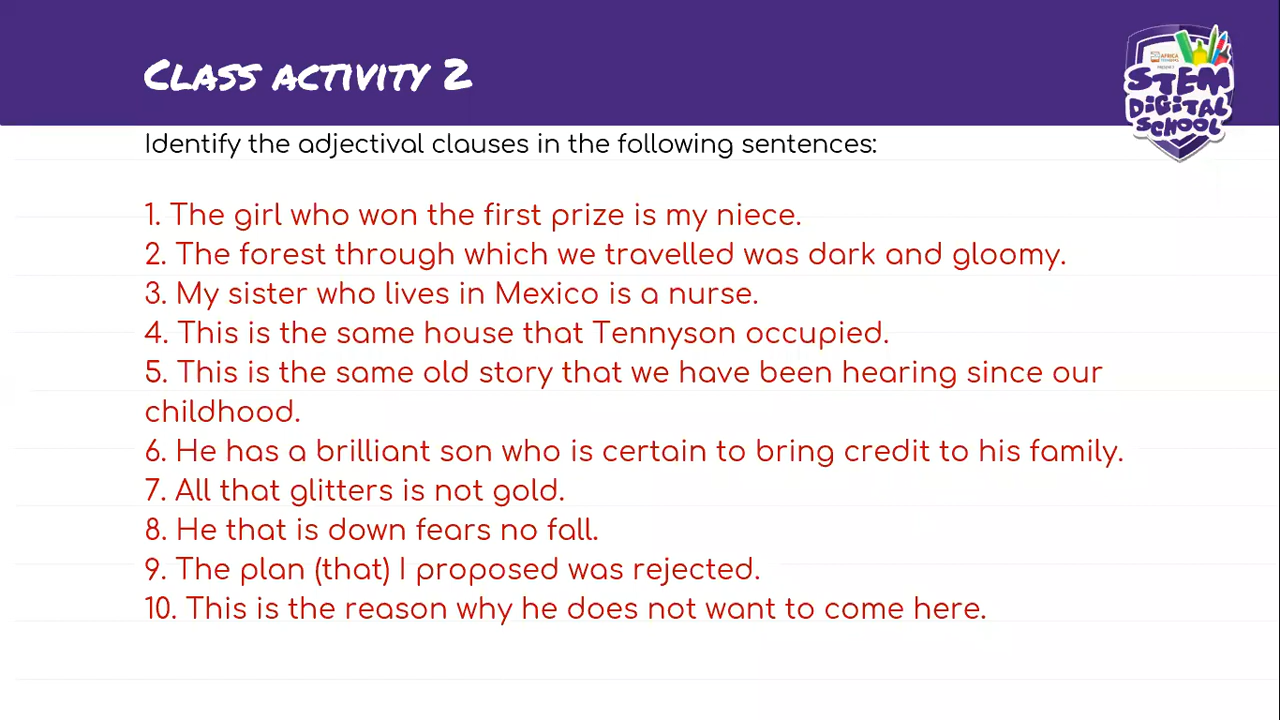 Class activity 2
STEM
DIGITAL
SCHOOL
Identify the adjectival clauses in the following sentences:
1. The girl who won the first prize is my niece.
2. The forest through which we travelled was dark and gloomy.
3. My sister who lives in Mexico is a nurse.
4. This is the same house that Tennyson occupied.
5. This is the same old story that we have been hearing since our
childhood.
6. He has a brilliant son who is certain to bring credit to his family.
7. All that glitters is not gold.
8. He that is down fears no fall.
9. The plan (that) I proposed was rejected.
10. This is the reason why he does not want to come here.